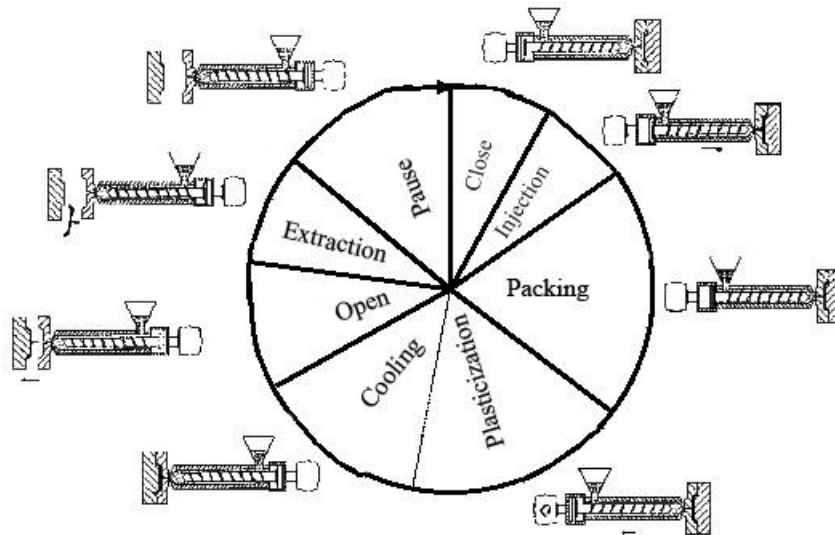 Close
Injection
Packing
Plasticization
Cooling
Open
Extraction
Pause